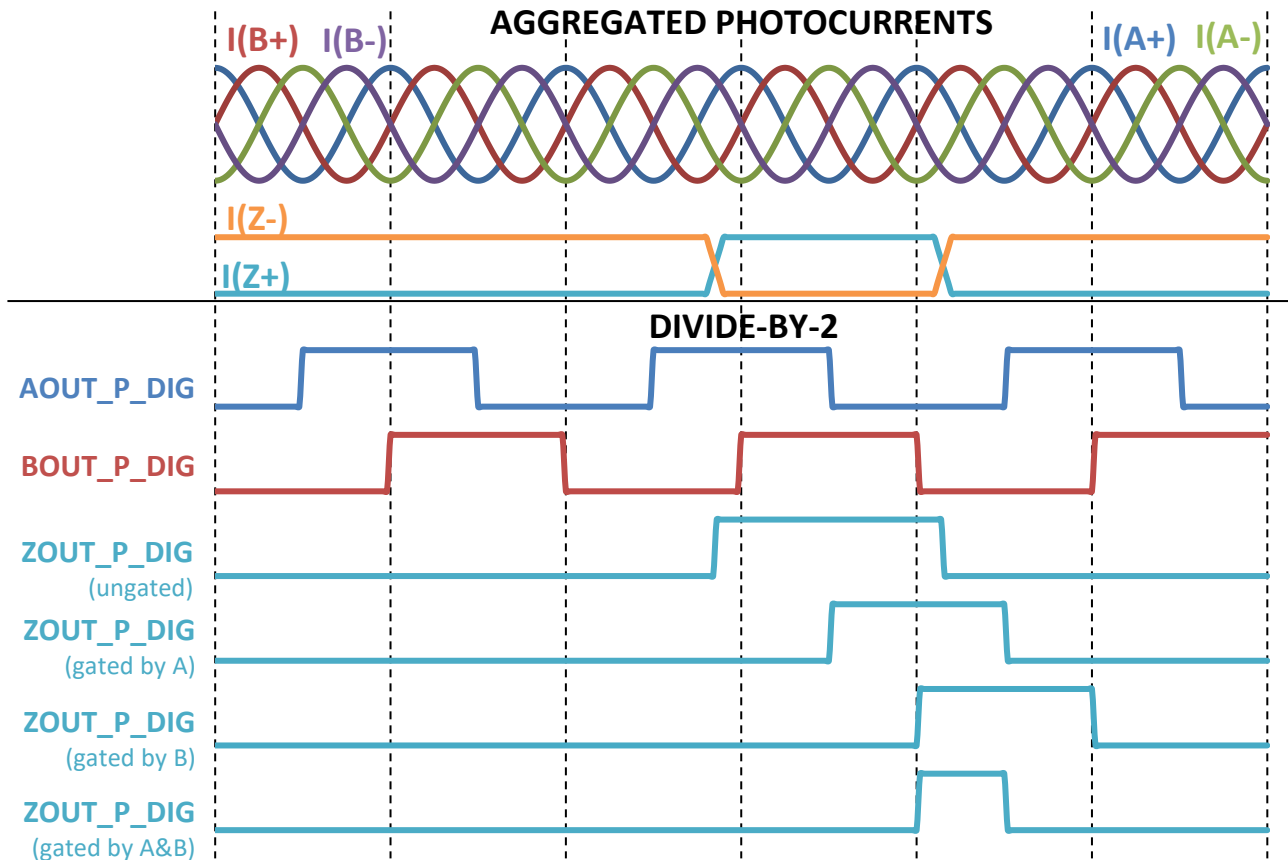 AGGREGATED PHOTOCURRENTS
I(B+) I(B-) I(A+) I(A-)
I(Z-)
I(Z+)
DIVIDE-BY-2
AOUT_P_DIG
BOUT_P_DIG
ZOUT_P_DIG
(ungated)
ZOUT_P_DIG
(gated by A)
ZOUT_P_DIG
(gated by B)
ZOUT_P_DIG
(gated by A&B)